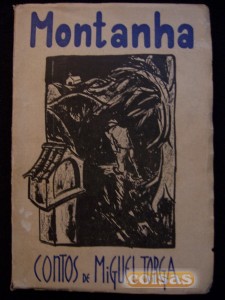 Montanha
CONTOS DE MIGUEL TORGA
coisas